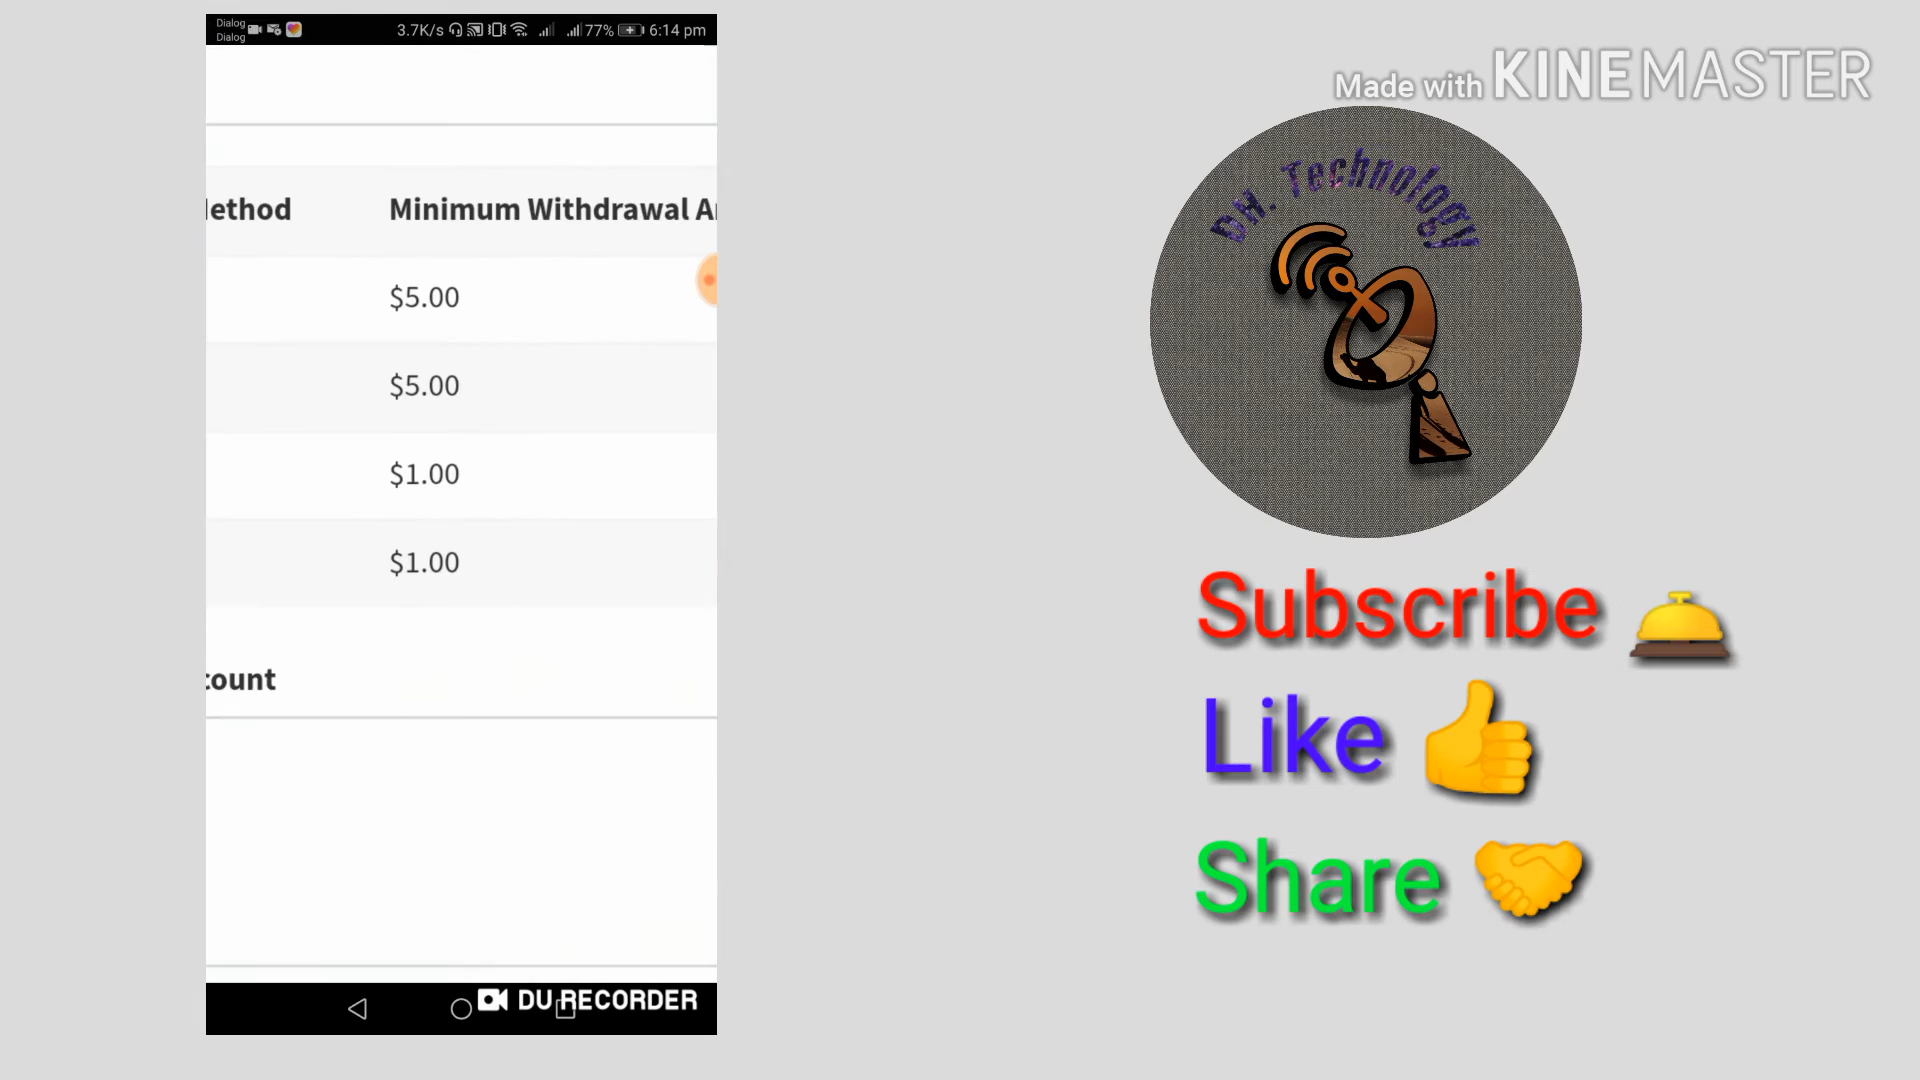 Dialog
Dialog
3.7K/s 77% 6:14 pm
Made with KINEMASTER
DH. Technology
ethod Minimum Withdrawal A
$5.00
$5.00
$1.00
$1.00
count
Subscribe
Like
Share
DU RECORDER